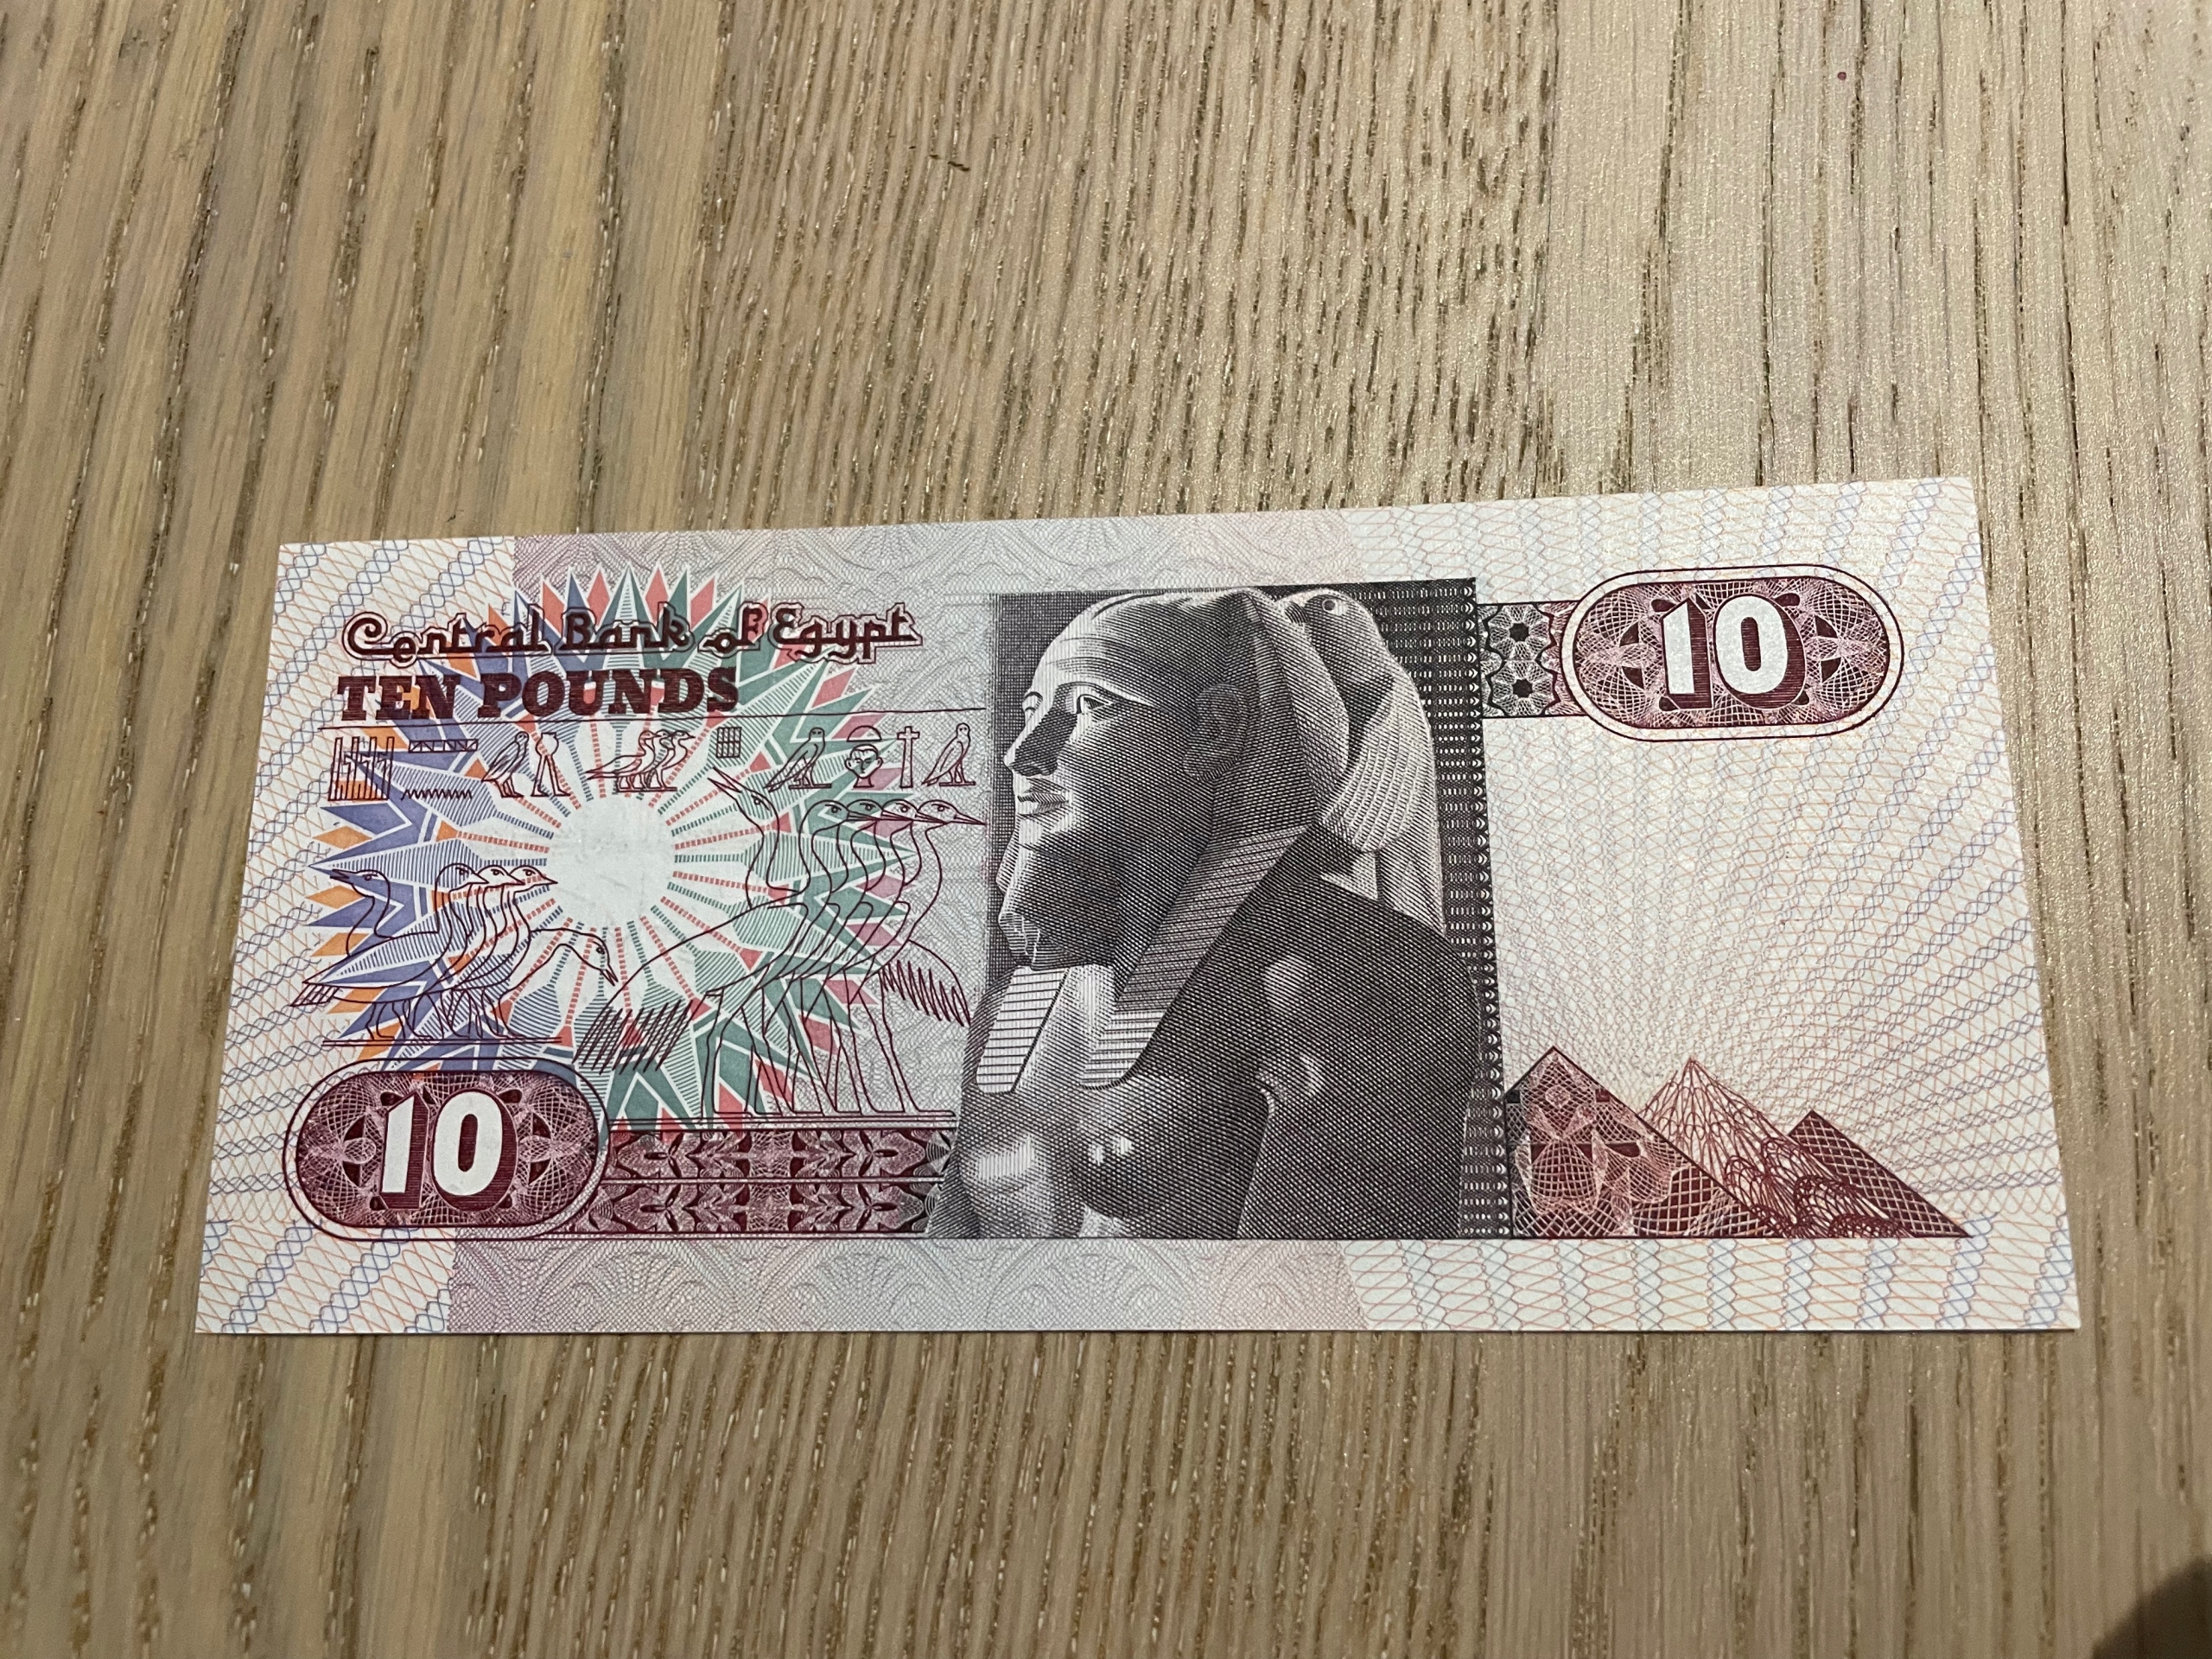 Central Bank of Egypt
TEN POUNDS
10
10